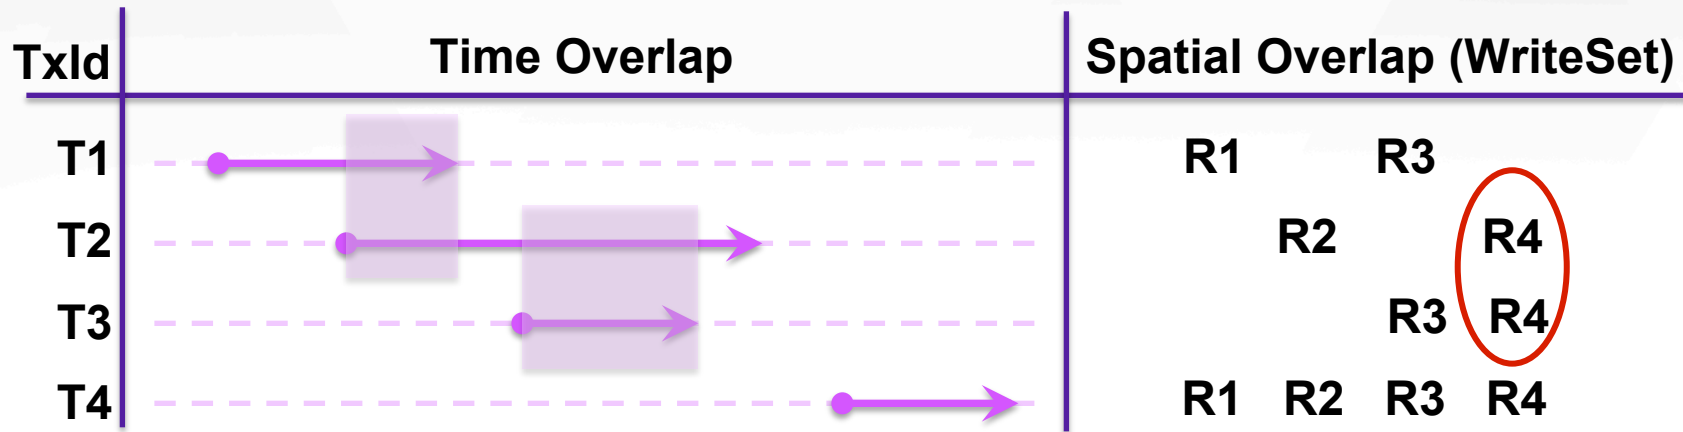 TxId Time Overlap Spatial Overlap (WriteSet)
T1 R1 R3
T2 R2 R4
T3 R3 R4
T4 R1 R2 R3 R4